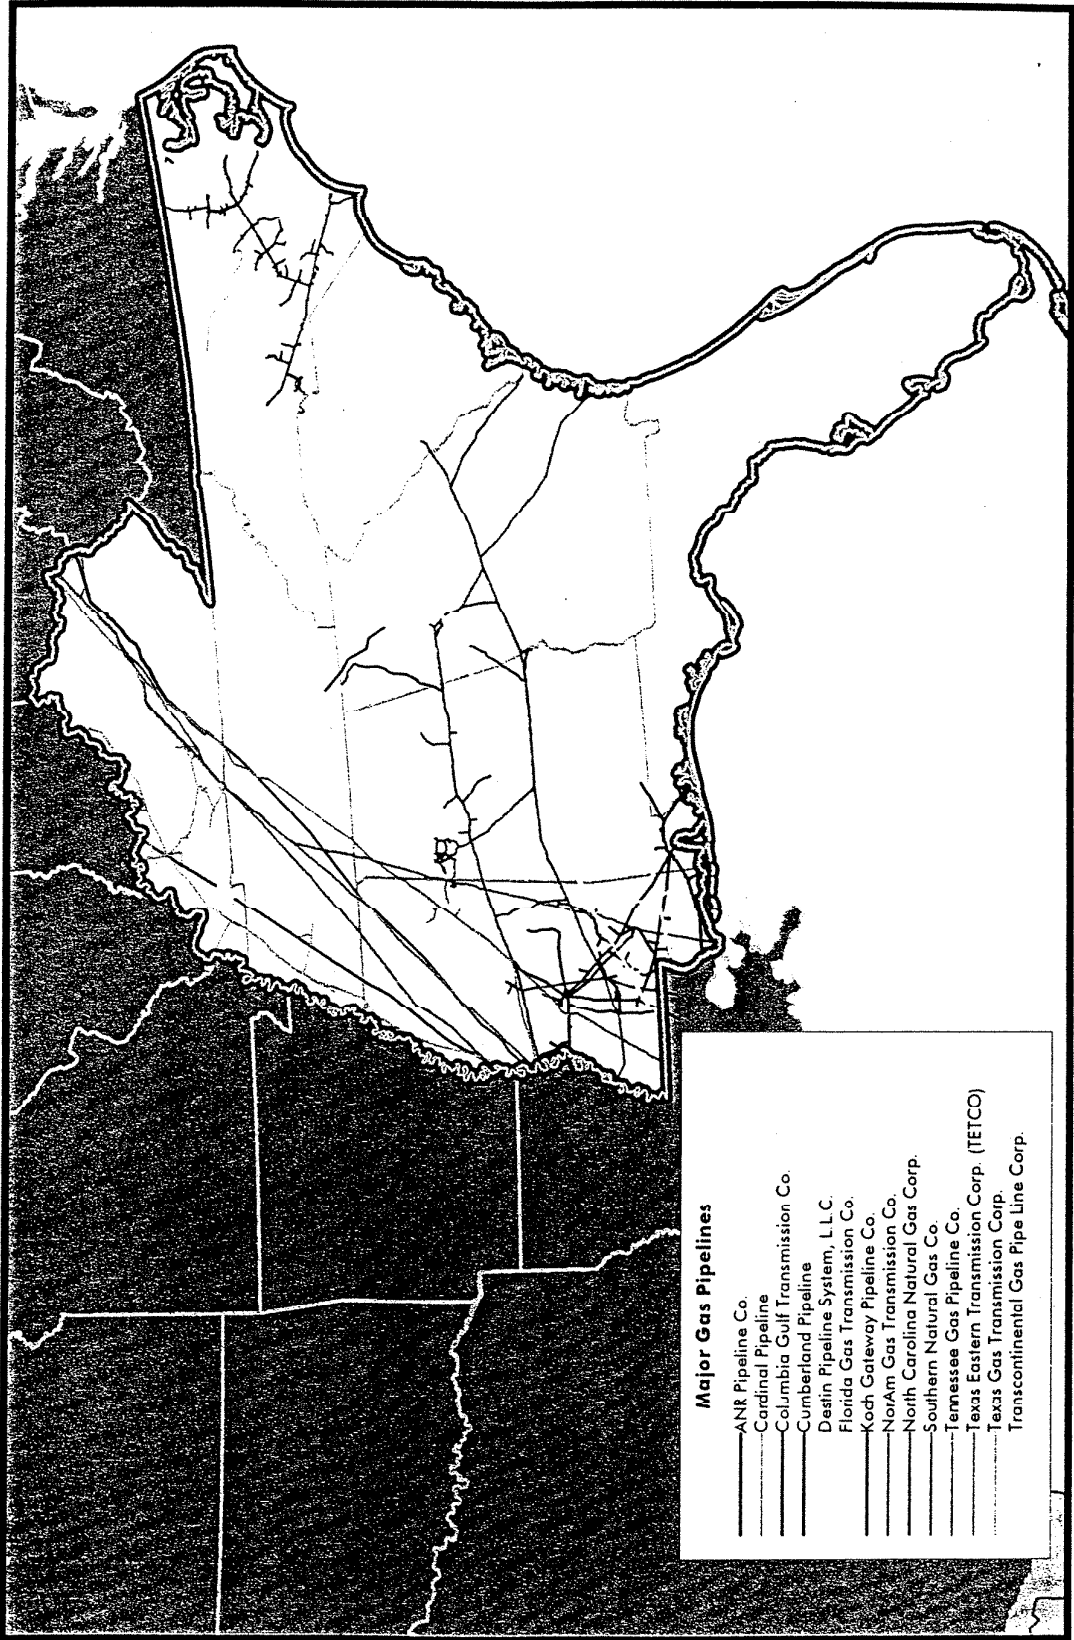 Major Gas Pipelines
ANR Pipeline Co.
Cardinal Pipeline
Columbia Gulf Transmission Co.
Cumberland Pipeline
Destin Pipeline System, L.L.C.
Florida Gas Transmission Co.
Koch Gateway Pipeline Co.
NorAm Gas Transmission Co.
North Carolina Natural Gas Corp.
Southern Natural Gas Co.
Tennessee Gas Pipeline Co.
Texas Eastern Transmission Corp. (TETCO)
Texas Gas Transmission Corp.
Transcontinental Gas Pipe Line Corp.